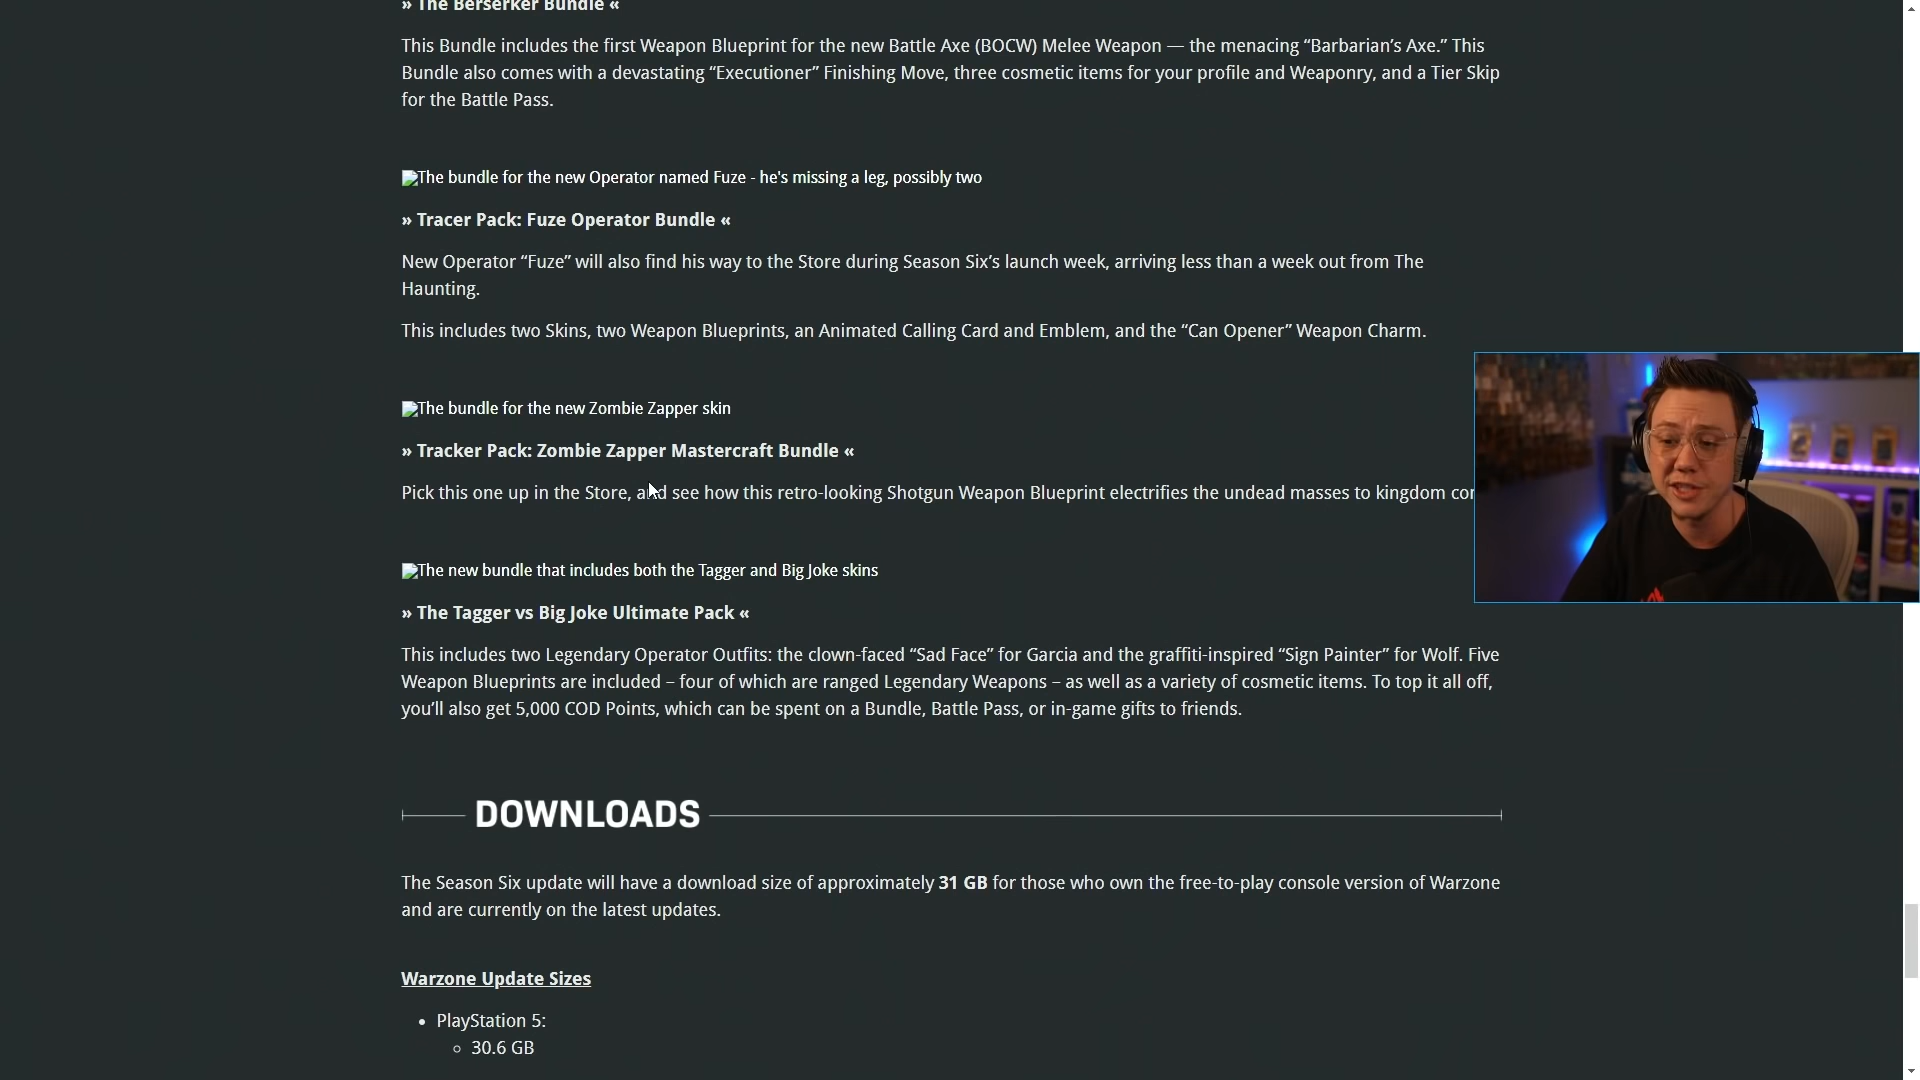 » The Berserker Bundle «
This Bundle includes the first Weapon Blueprint for the new Battle Axe (BOCW) Melee Weapon — the menacing “Barbarian’s Axe.” This
Bundle also comes with a devastating “Executioner” Finishing Move, three cosmetic items for your profile and Weaponry, and a Tier Skip
for the Battle Pass.
The bundle for the new Operator named Fuze - he's missing a leg, possibly two
» Tracer Pack: Fuze Operator Bundle «
New Operator “Fuze” will also find his way to the Store during Season Six’s launch week, arriving less than a week out from The
Haunting.
This includes two Skins, two Weapon Blueprints, an Animated Calling Card and Emblem, and the “Can Opener” Weapon Charm.
The bundle for the new Zombie Zapper skin
» Tracker Pack: Zombie Zapper Mastercraft Bundle «
Pick this one up in the Store, and see how this retro-looking Shotgun Weapon Blueprint electrifies the undead masses to kingdom
The new bundle that includes both the Tagger and Big Joke skins
» The Tagger vs Big Joke Ultimate Pack «
This includes two Legendary Operator Outfits: the clown-faced “Sad Face” for Garcia and the graffiti-inspired “Sign Painter” for Wolf. Five
Weapon Blueprints are included – four of which are ranged Legendary Weapons – as well as a variety of cosmetic items. To top it all off,
you’ll also get 5,000 COD Points, which can be spent on a Bundle, Battle Pass, or in-game gifts to friends.
DOWNLOADS
The Season Six update will have a download size of approximately 31 GB for those who own the free-to-play console version of Warzone
and are currently on the latest updates.
Warzone Update Sizes
• PlayStation 5:
○ 30.6 GB